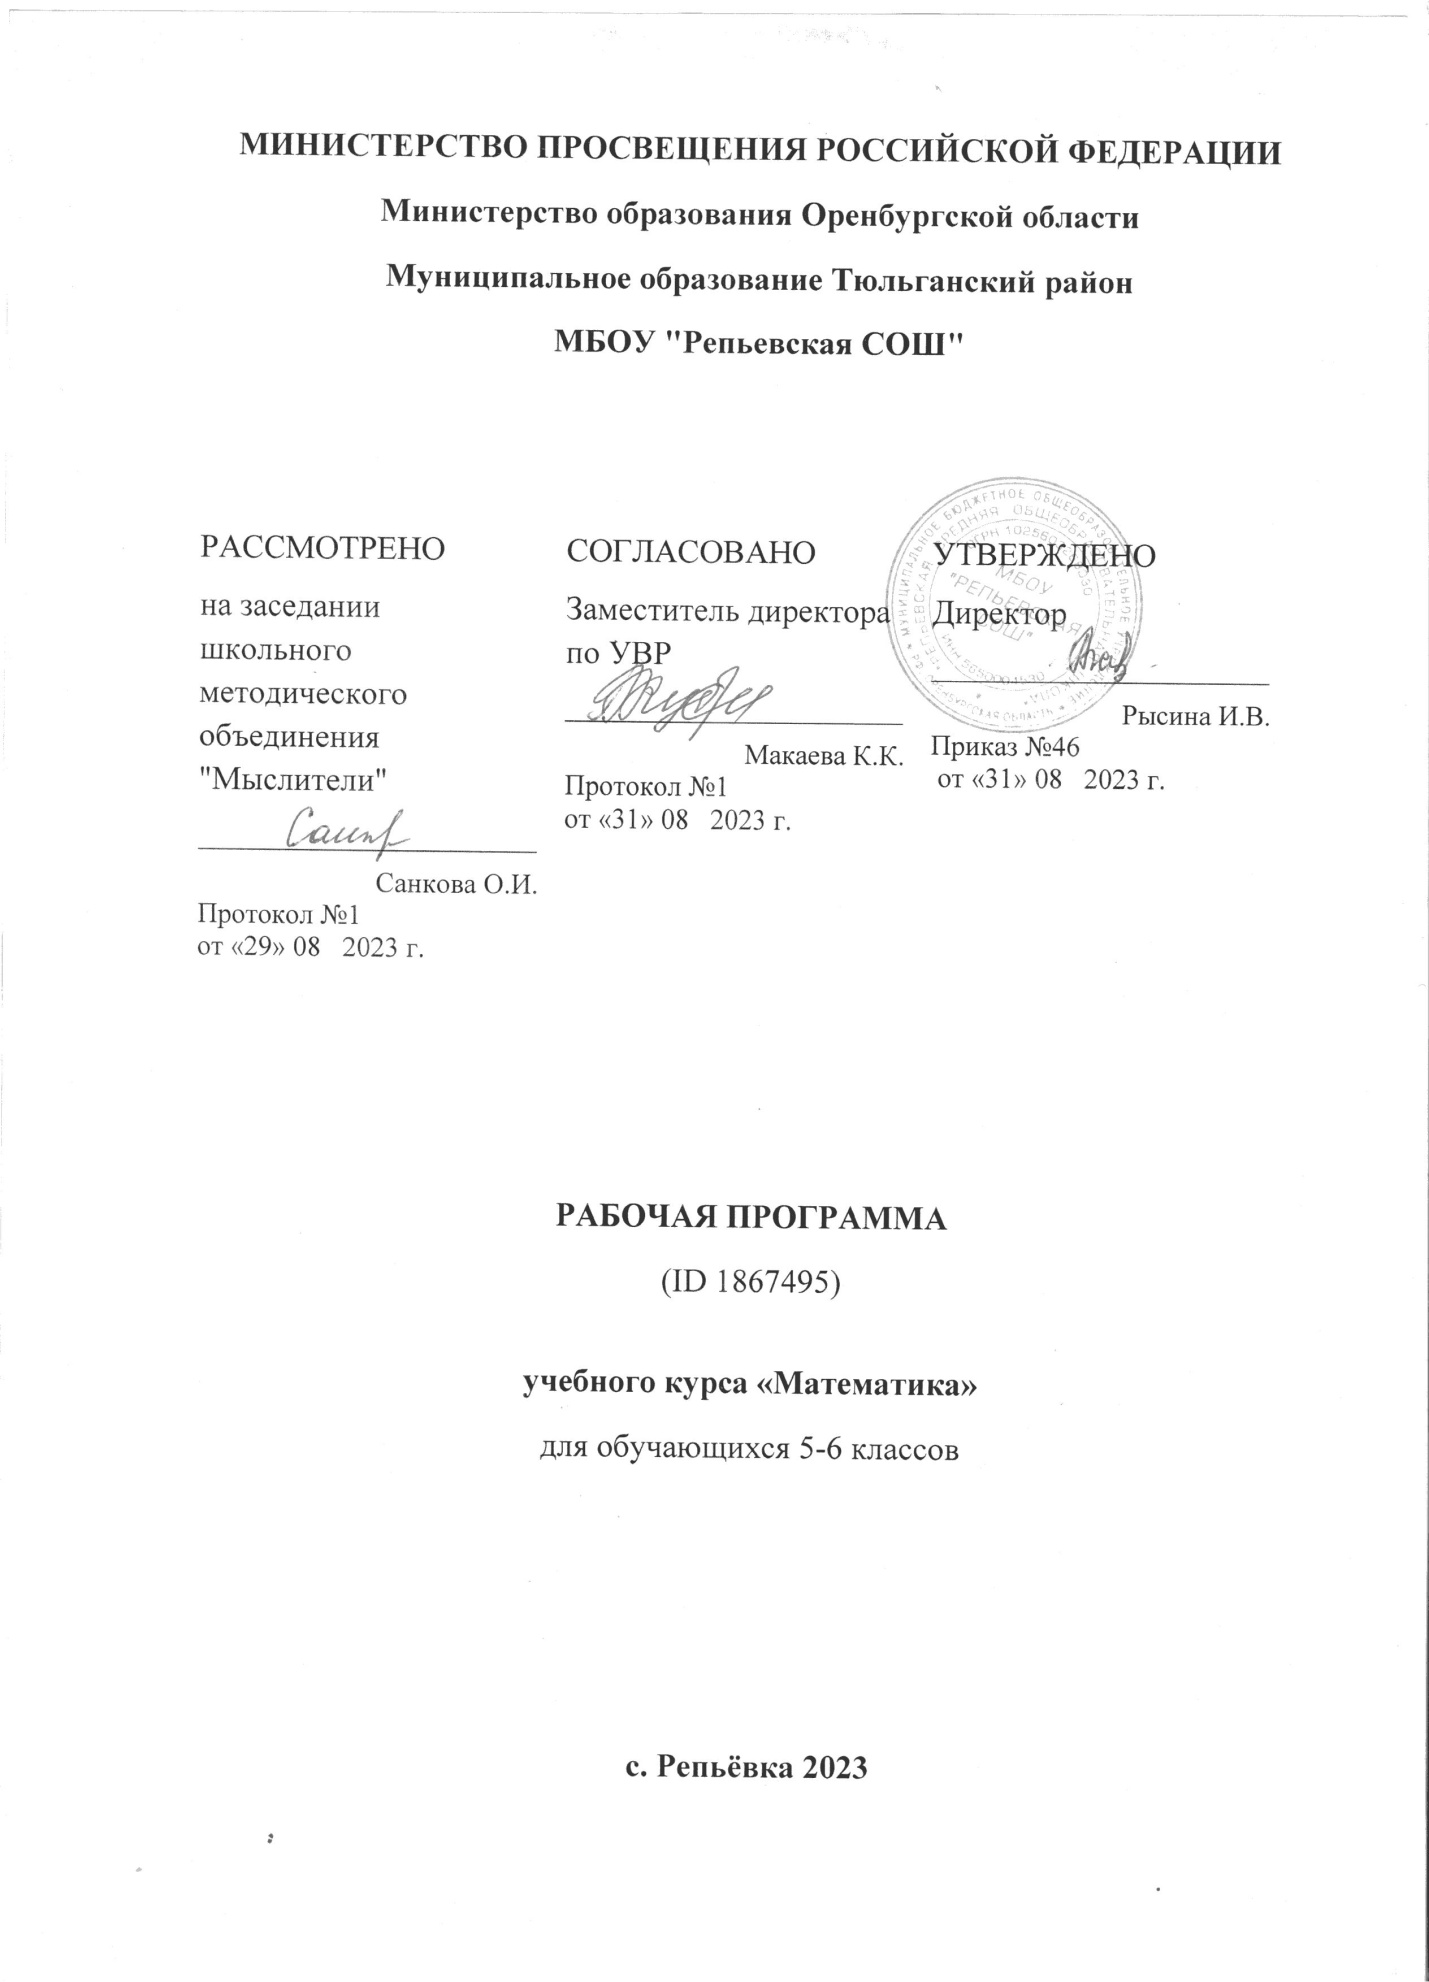 МИНИСТЕРСТВО ПРОСВЕЩЕНИЯ РОССИЙСКОЙ ФЕДЕРАЦИИ
Министерство образования Оренбургской области
Муниципальное образование Тюльганский район
МБОУ "Репьевская СОШ"
РАССМОТРЕНО
на заседании
школьного
методического
объединения
"Мыслители"
Санкова О.И.
Протокол №1
от «29» 08 2023 г.
СОГЛАСОВАНО
Заместитель директора
по УВР
Макаева К.К.
Протокол №1
от «31» 08 2023 г.
УТВЕРЖДЕНО
Директор
Рысина И.В.
Приказ №46
от «31» 08 2023 г.
МБОУ
"РЕПЬЕВСКАЯ
СОШ"
РАБОЧАЯ ПРОГРАММА
(ID 1867495)
учебного курса «Математика»
для обучающихся 5-6 классов
с. Репьёвка 2023